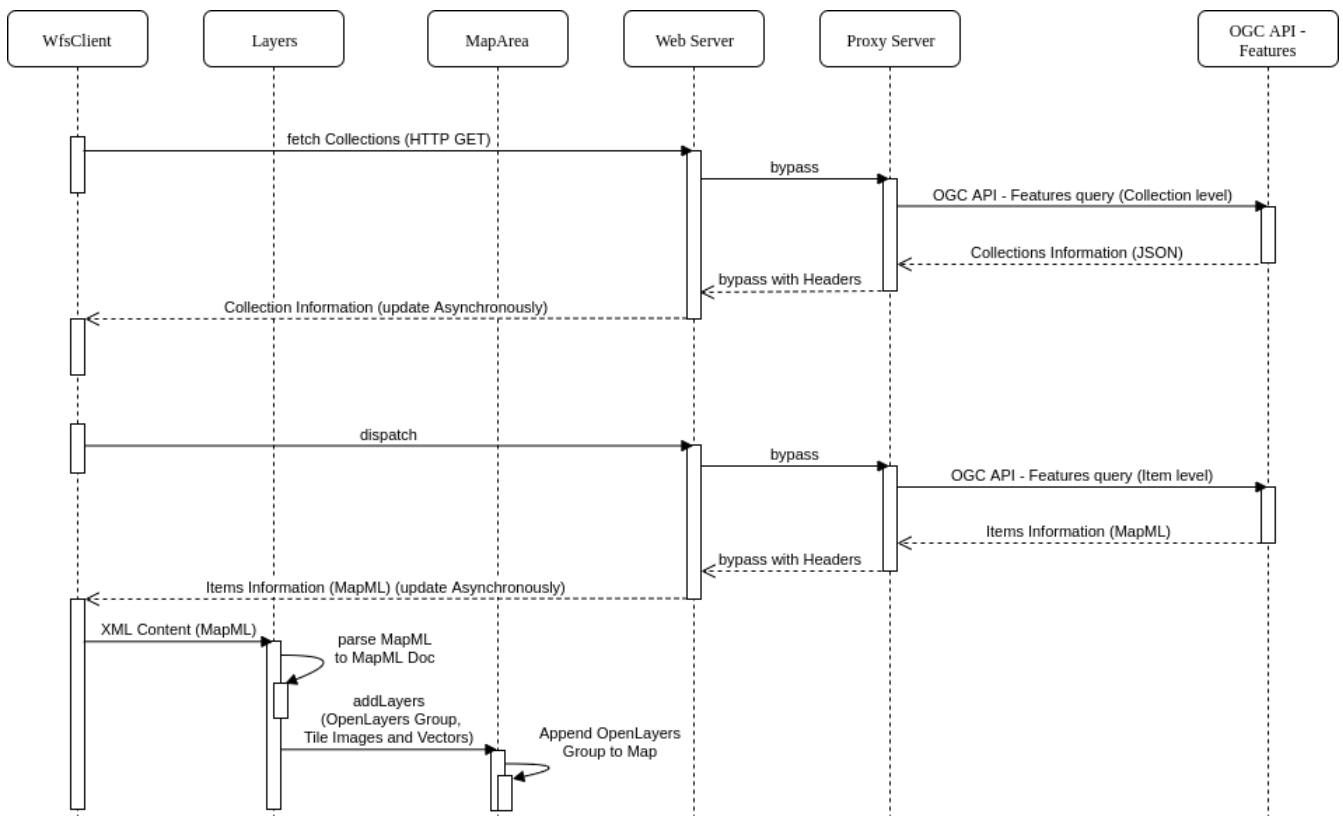 WfsClient
Layers
MapArea
Web Server
Proxy Server
OGC API -
Features
fetch Collections (HTTP GET)
bypass
OGC API - Features query (Collection level)
Collections Information (JSON)
bypass with Headers
Collection Information (update Asynchronously)
dispatch
bypass
OGC API - Features query (Item level)
Items Information (MapML)
bypass with Headers
Items Information (MapML) (update Asynchronously)
XML Content (MapML)
parse MapML
to MapML Doc
addLayers
(OpenLayers Group,
Tile Images and Vectors)
Append OpenLayers
Group to Map